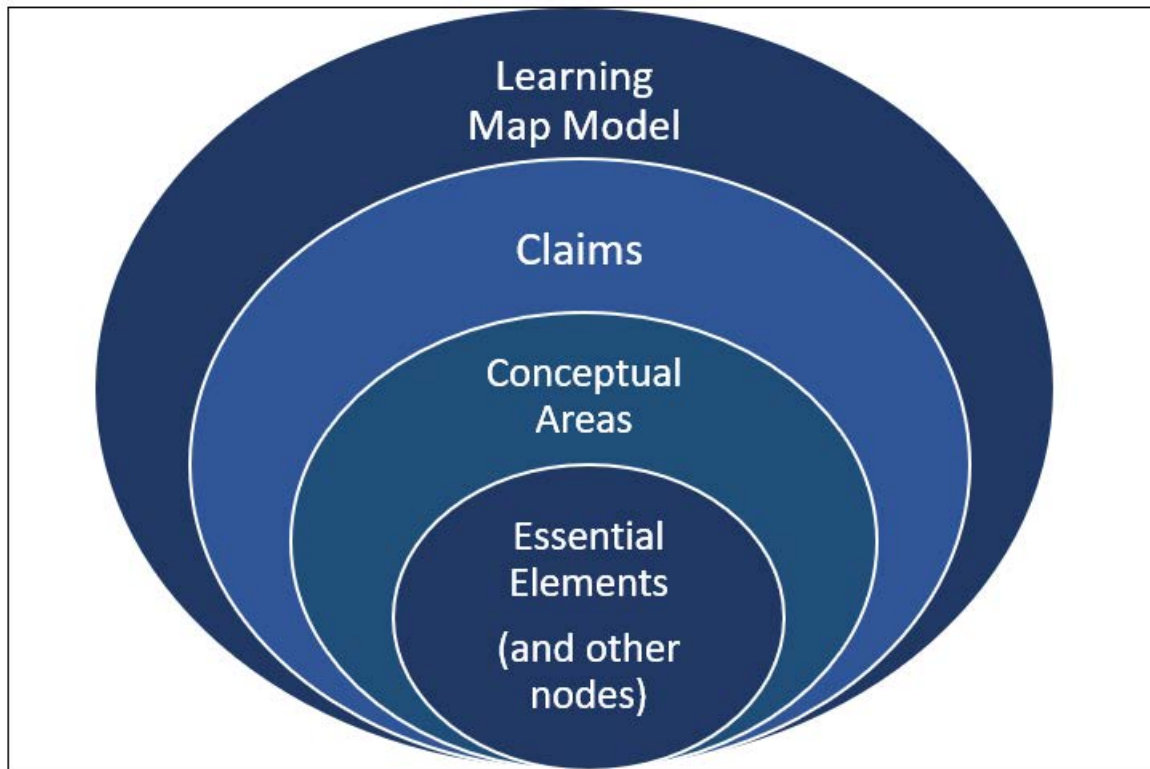 Learning
Map Model
Claims
Conceptual
Areas
Essential
Elements
(and other
nodes)